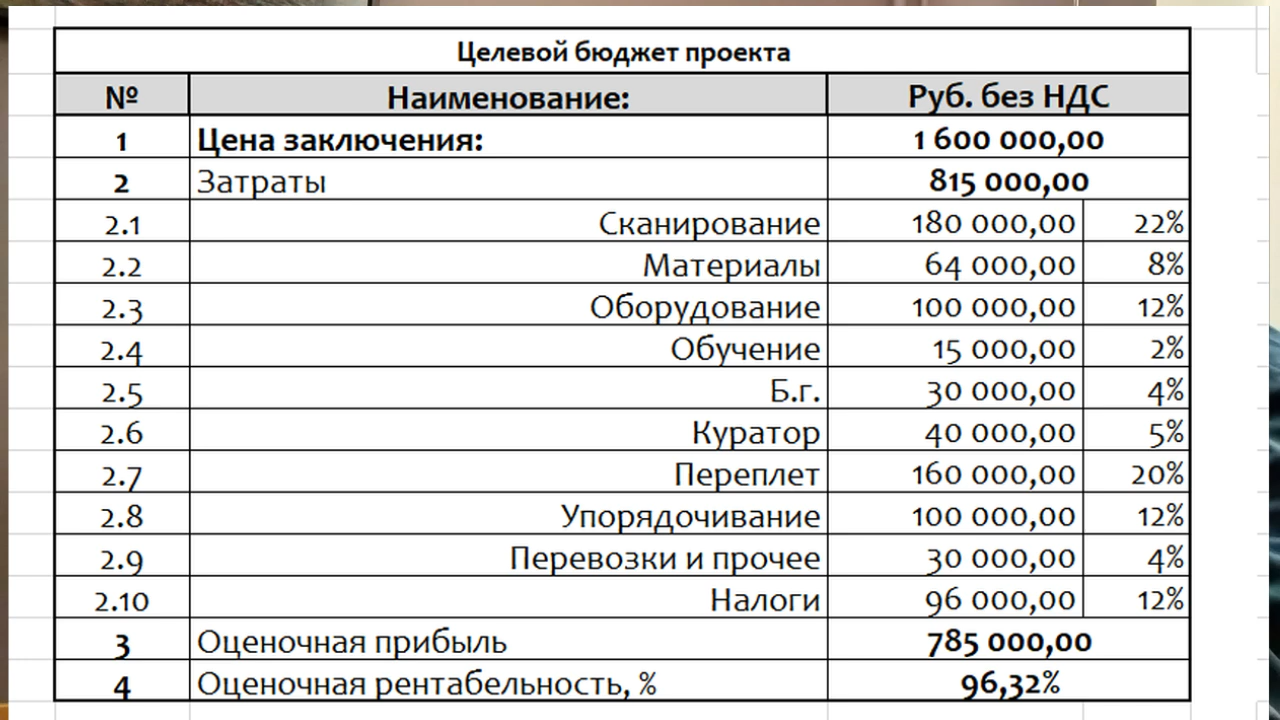 Целевой бюджет проекта
№ Наименование: Руб. без НДС
1 Цена заключения: 1 600 000,00
2 Затраты 815 000,00
2.1 Сканирование 180 000,00 22%
2.2 Материалы 64 000,00 8%
2.3 Оборудование 100 000,00 12%
2.4 Обучение 15 000,00 2%
2.5 Б.г. 30 000,00 4%
2.6 Куратор 40 000,00 5%
2.7 Переплет 160 000,00 20%
2.8 Упорядочивание 100 000,00 12%
2.9 Перевозки и прочее 30 000,00 4%
2.10 Налоги 96 000,00 12%
3 Оценочная прибыль 785 000,00
4 Оценочная рентабельность, % 96,32%